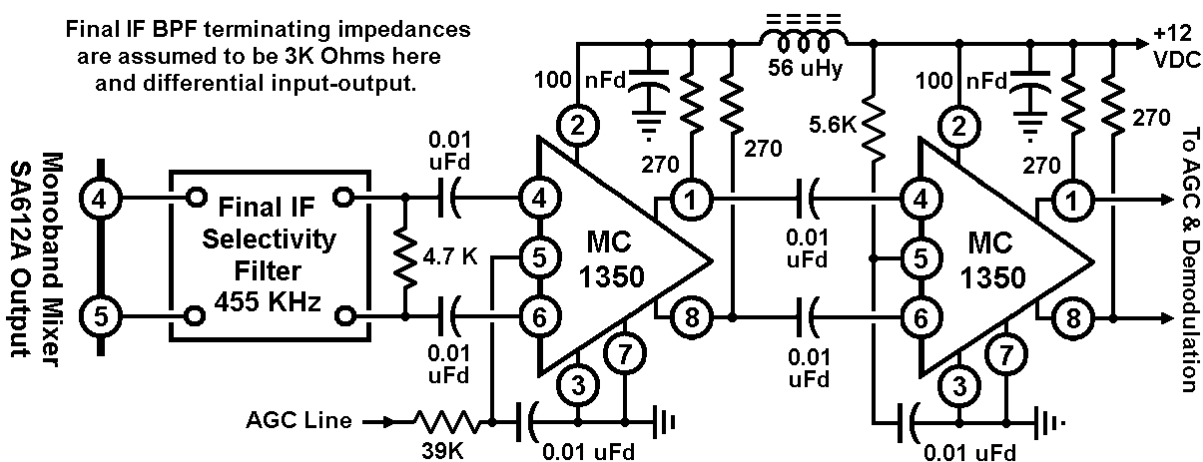 Final IF BPF terminating impedances
are assumed to be 3K Ohms here
and differential input-output.
Monoband Mixer
SA612A Output
4
5
Final IF
Selectivity
Filter
455 KHz
4.7 K
0.01
uFd
0.01
uFd
AGC Line
39K
0.01 uFd
4
5
6
MC
1350
2
3
7
1
8
100 nFd
270
270
56 uHy
0.01
uFd
0.01
uFd
5.6K
4
5
6
MC
1350
2
3
7
1
8
100 nFd
270
270
0.01 uFd
+12
VDC
To AGC & Demodulation